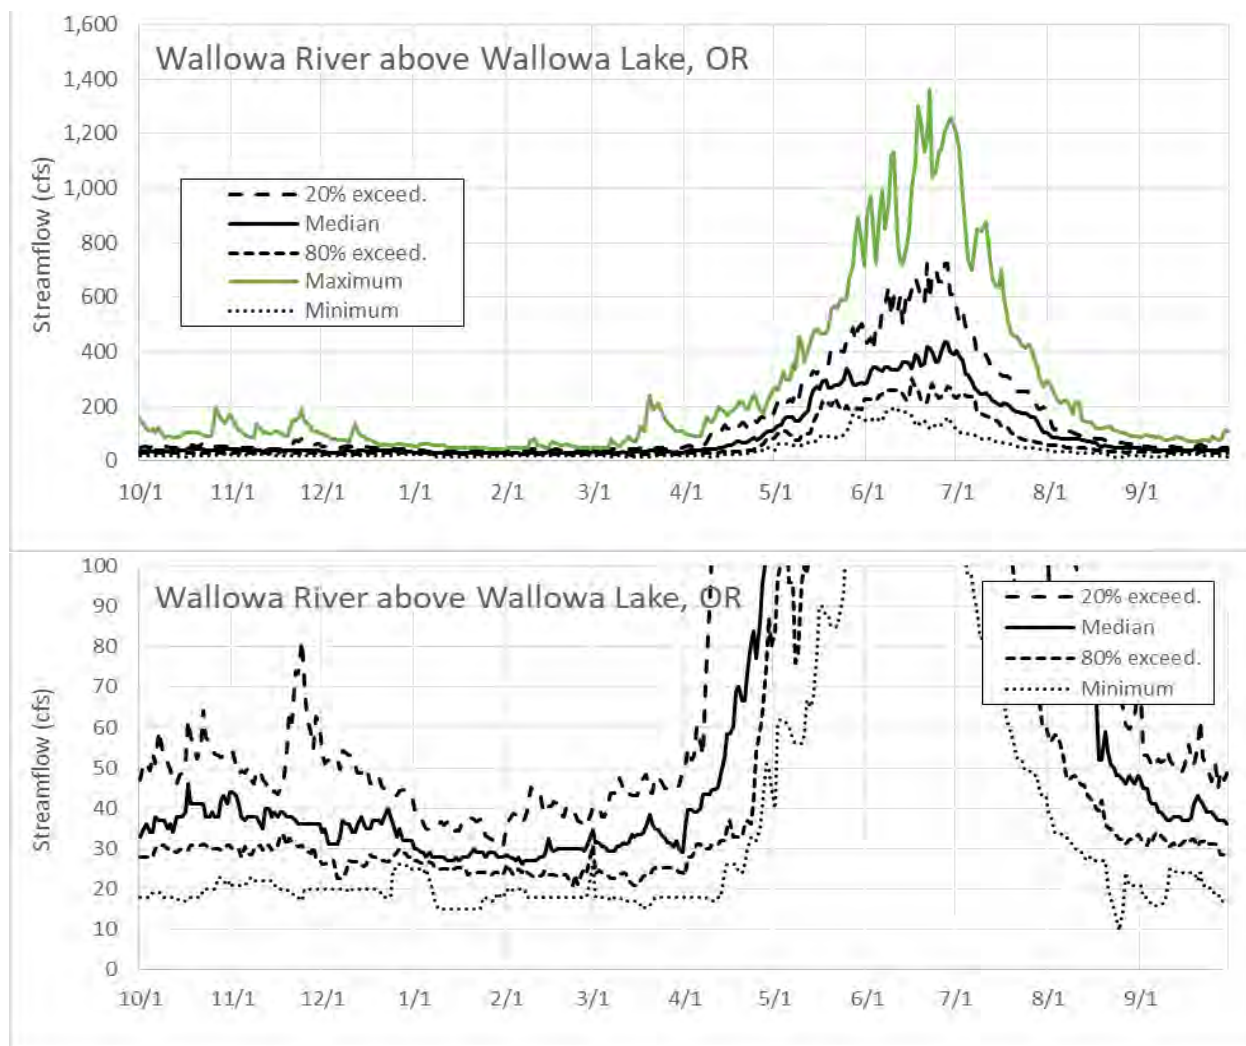 Wallowa River above Wallowa Lake, OR
Streamflow (cfs)
1,600
1,400
1,200
1,000
800
600
400
200
0
20% exceed.
Median
80% exceed.
Maximum
Minimum
10/1 11/1 12/1 1/1 2/1 3/1 4/1 5/1 6/1 7/1 8/1 9/1
Wallowa River above Wallowa Lake, OR
Streamflow (cfs)
100
90
80
70
60
50
40
30
20
10
0
20% exceed.
Median
80% exceed.
Minimum
10/1 11/1 12/1 1/1 2/1 3/1 4/1 5/1 6/1 7/1 8/1 9/1